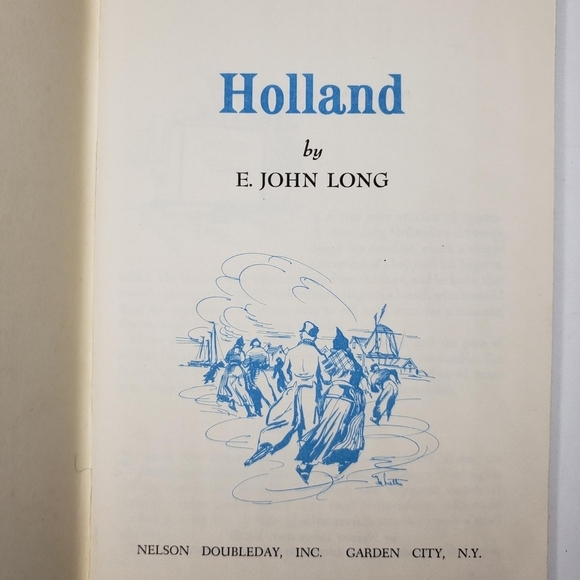 Holland
by
E. JOHN LONG
NELSON DOUBLEDAY, INC. GARDEN CITY, N.Y.